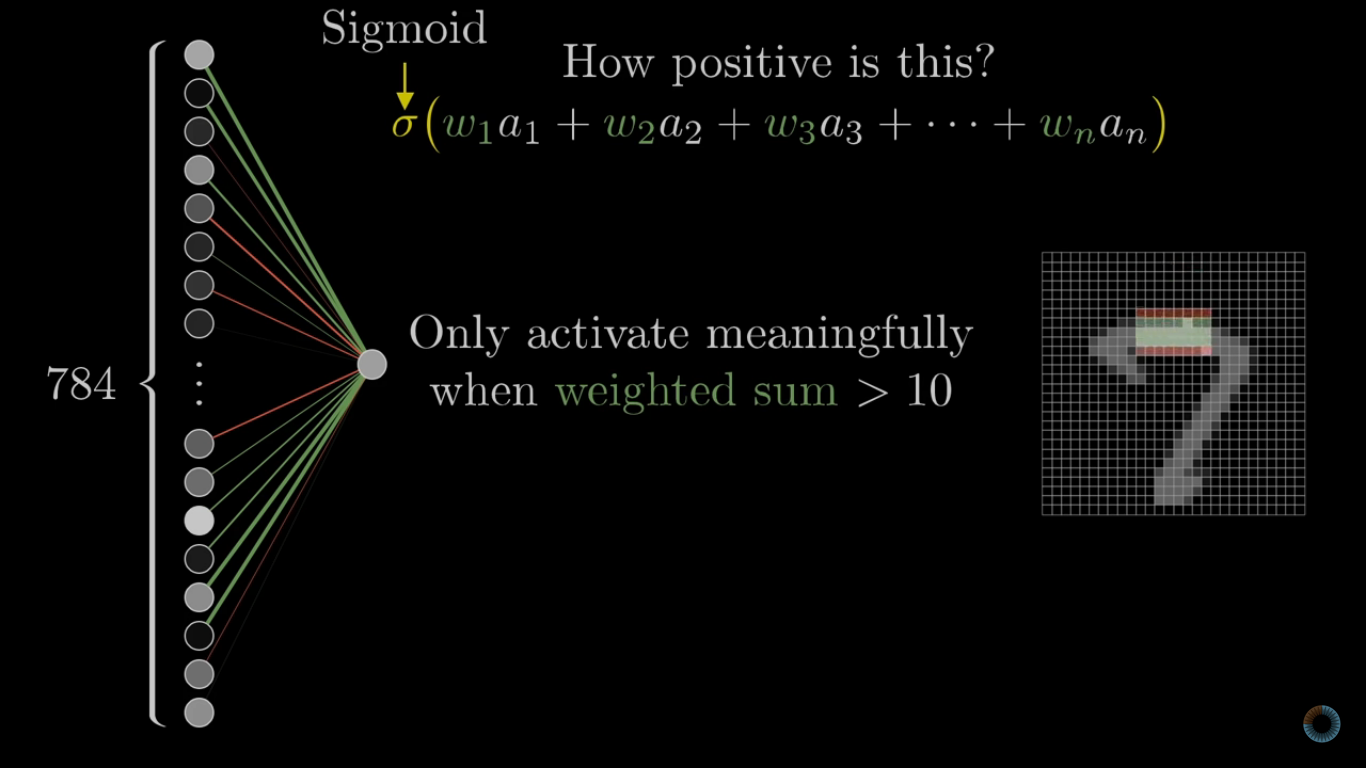 Sigmoid
How positive is this?
σ(w₁a₁ + w₂a₂ + w₃a₃ + ⋯ + wₙaₙ)
Only activate meaningfully
when weighted sum > 10
784